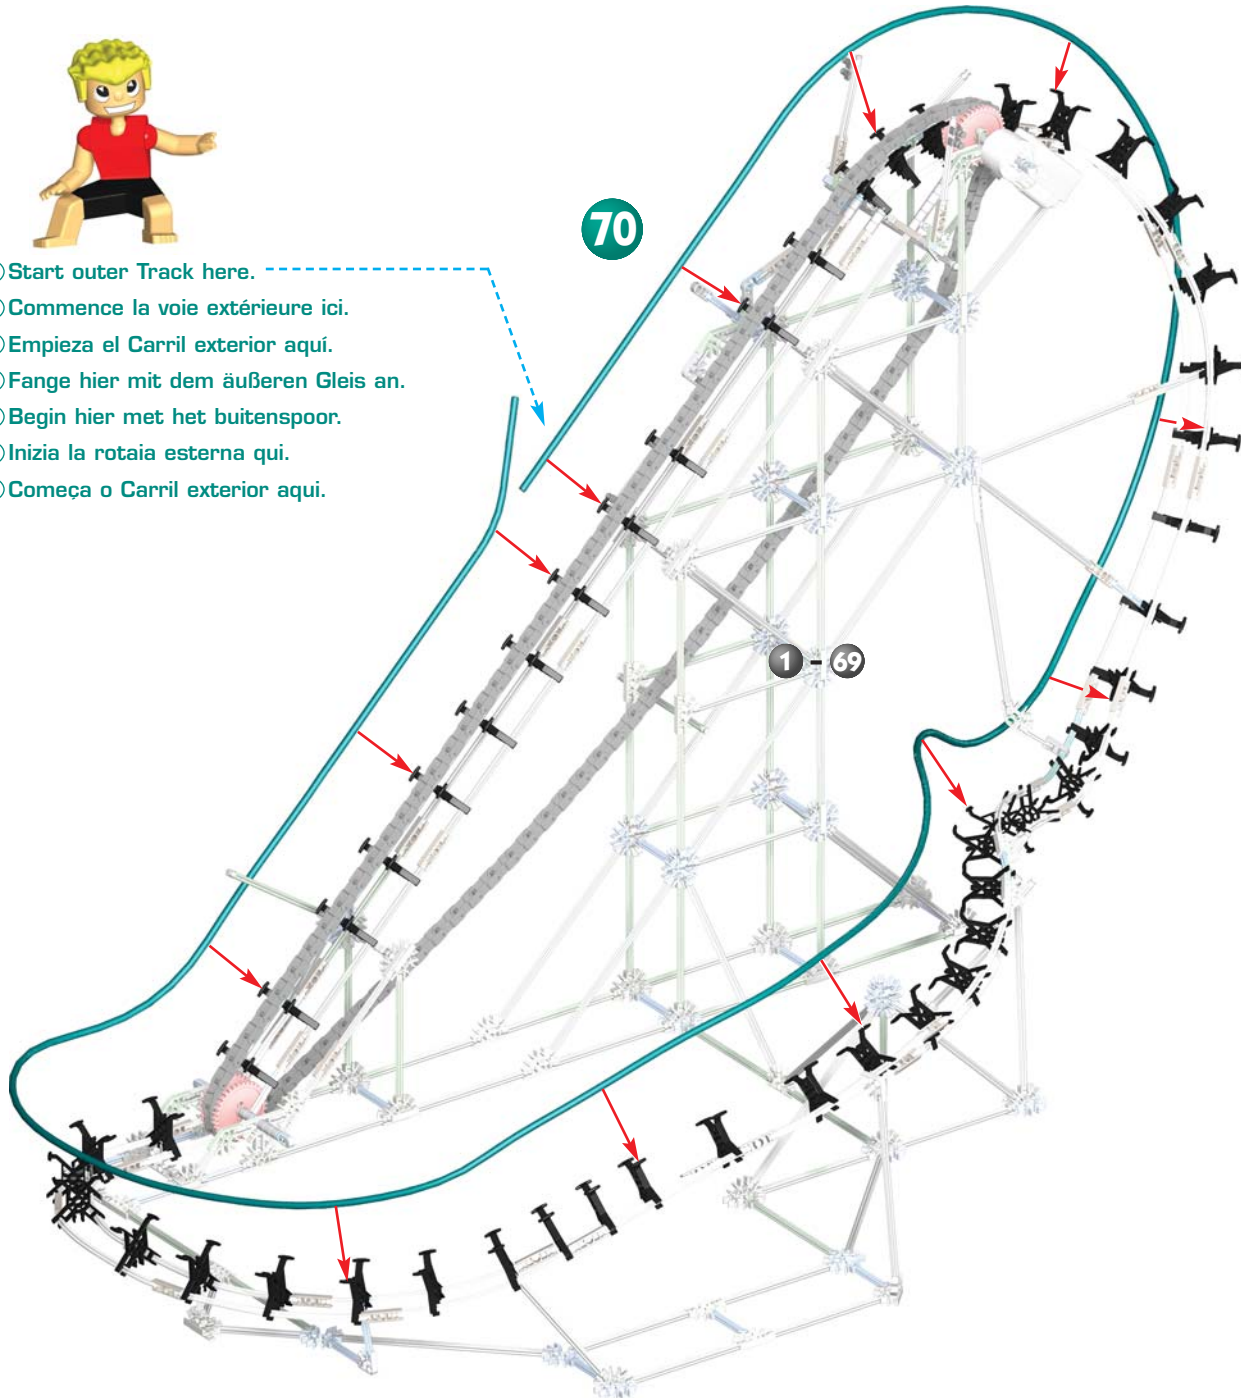 70
Start outer Track here.
Commence la voie extérieure ici.
Empieza el Carril exterior aquí.
Fange hier mit dem äußeren Gleis an.
Begin hier met het buitenspoor.
Inizia la rotaia esterna qui.
Começa o Carril exterior aqui.
1 - 69